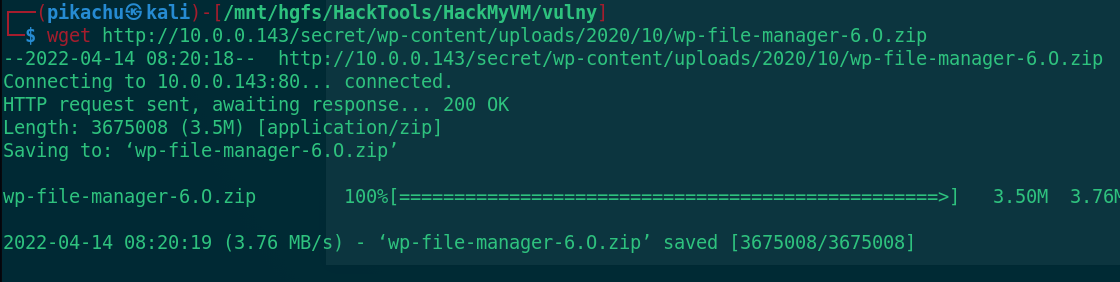 ┌──(pikachu㉿kali)-[/mnt/hgfs/HackTools/HackMyVM/vulny]
└─$ wget http://10.0.0.143/secret/wp-content/uploads/2020/10/wp-file-manager-6.O.zip
--2022-04-14 08:20:18--  http://10.0.0.143/secret/wp-content/uploads/2020/10/wp-file-manager-6.O.zip
Connecting to 10.0.0.143:80... connected.
HTTP request sent, awaiting response... 200 OK
Length: 3675008 (3.5M) [application/zip]
Saving to: ‘wp-file-manager-6.O.zip’
wp-file-manager-6.O.zip        100%[=================================================>]   3.50M  3.76M
2022-04-14 08:20:19 (3.76 MB/s) - ‘wp-file-manager-6.O.zip’ saved [3675008/3675008]